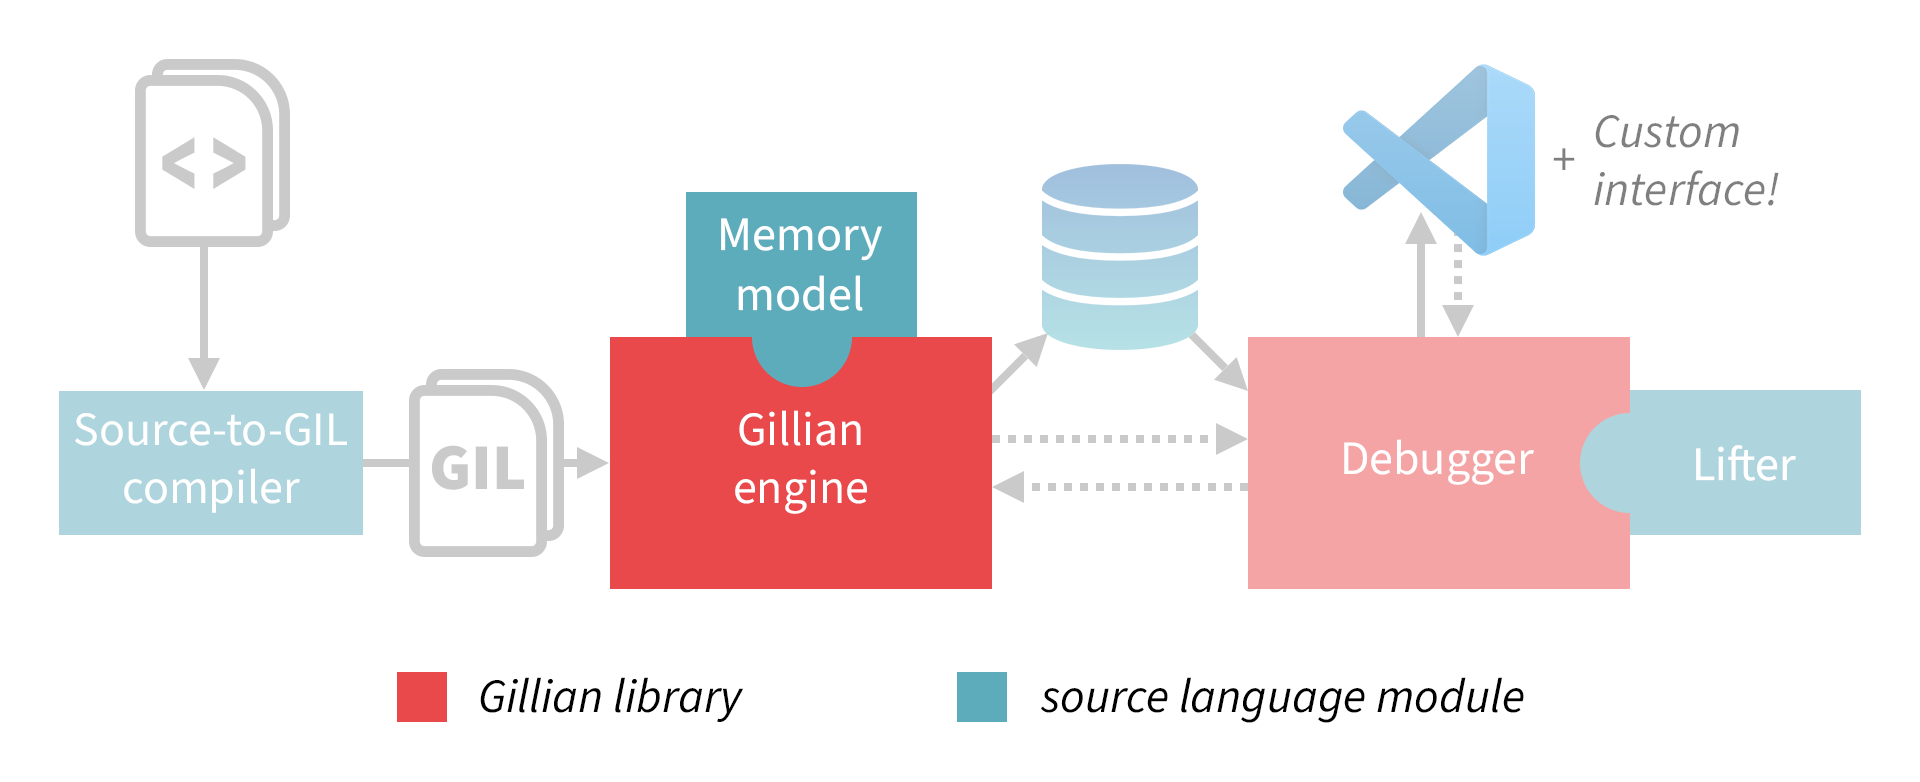 < >
Custom
interface!
+
Memory
model
Source-to-GIL
compiler
GIL
Gillian
engine
Debugger
Lifter
Gillian library
source language module